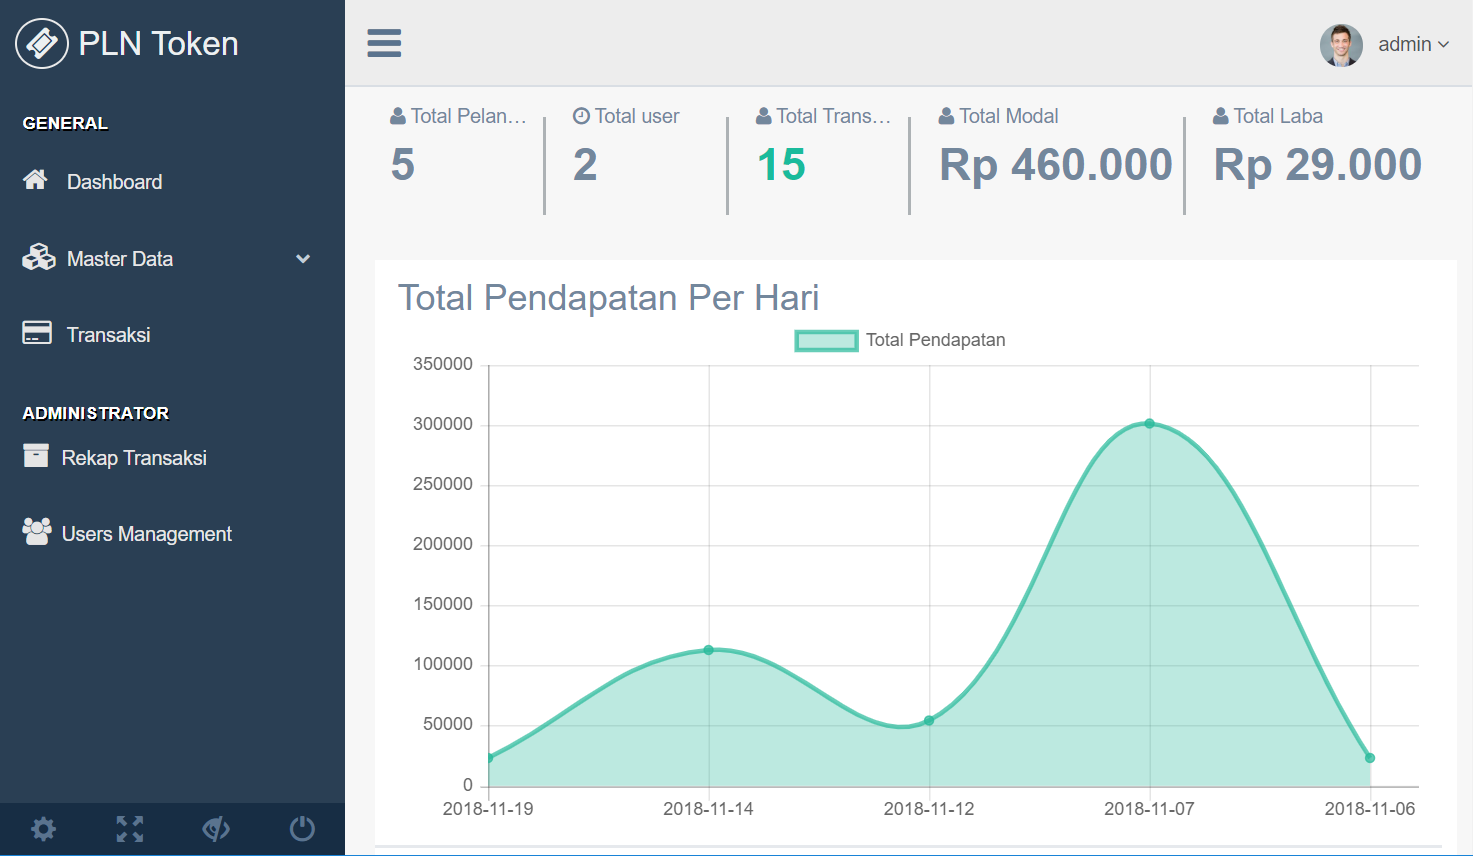 PLN Token
GENERAL
Dashboard
Master Data
Transaksi
ADMINISTRATOR
Rekap Transaksi
Users Management
admin
Total Pelan...
5
Total user
2
Total Trans...
15
Total Modal
Rp 460.000
Total Laba
Rp 29.000
Total Pendapatan Per Hari
Total Pendapatan
350000
300000
250000
200000
150000
100000
50000
0
2018-11-19 2018-11-14 2018-11-12 2018-11-07 2018-11-06